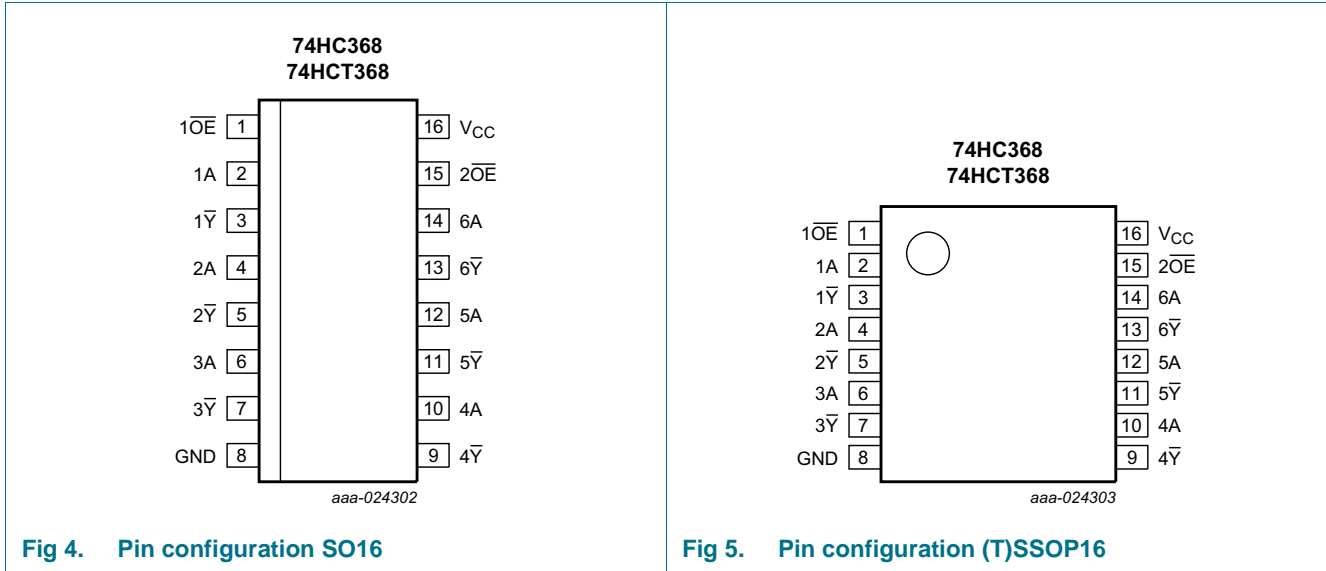 74HC368
74HCT368
1O̅E̅ 1
16 VCC
1A 2
15 2O̅E̅
1Y̅ 3
14 6A
2A 4
13 6Y̅
2Y̅ 5
12 5A
3A 6
11 5Y̅
3Y̅ 7
10 4A
GND 8
9 4Y̅
aaa-024302
Fig 4. Pin configuration SO16
74HC368
74HCT368
1O̅E̅ 1
16 VCC
1A 2
15 2O̅E̅
1Y̅ 3
14 6A
2A 4
13 6Y̅
2Y̅ 5
12 5A
3A 6
11 5Y̅
3Y̅ 7
10 4A
GND 8
9 4Y̅
aaa-024303
Fig 5. Pin configuration (T)SSOP16